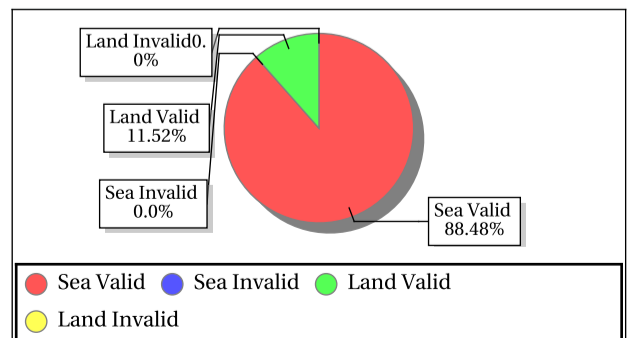 Land Invalid0.
0%
Land Valid
11.52%
Sea Invalid
0.0%
Sea Valid
88.48%
Sea Valid Sea Invalid Land Valid
Land Invalid